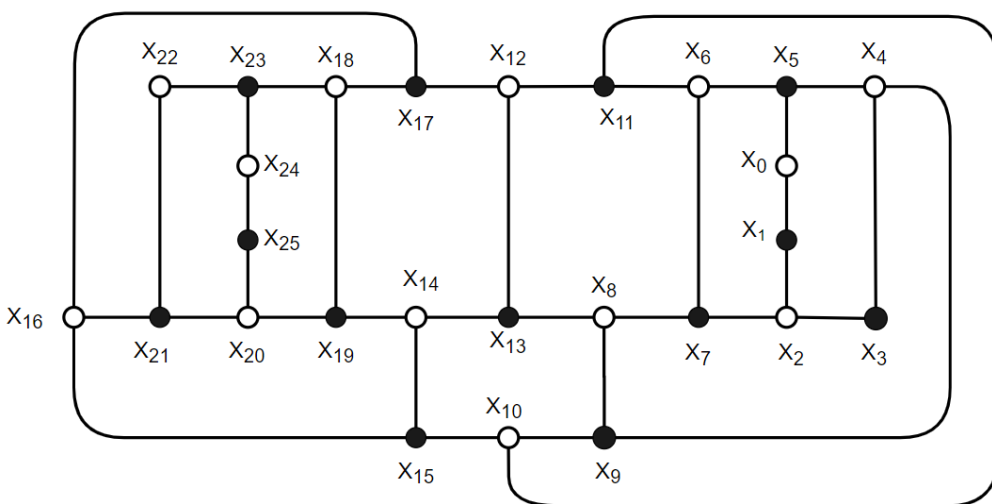 X₂₂ X₂₃ X₁₈ X₁₂ X₆ X₅ X₄
X₁₇ X₁₁
X₂₄ X₀
X₂₅ X₁
X₁₄ X₈
X₁₆
X₂₁ X₂₀ X₁₉ X₁₃ X₇ X₂ X₃
X₁₀
X₁₅ X₉